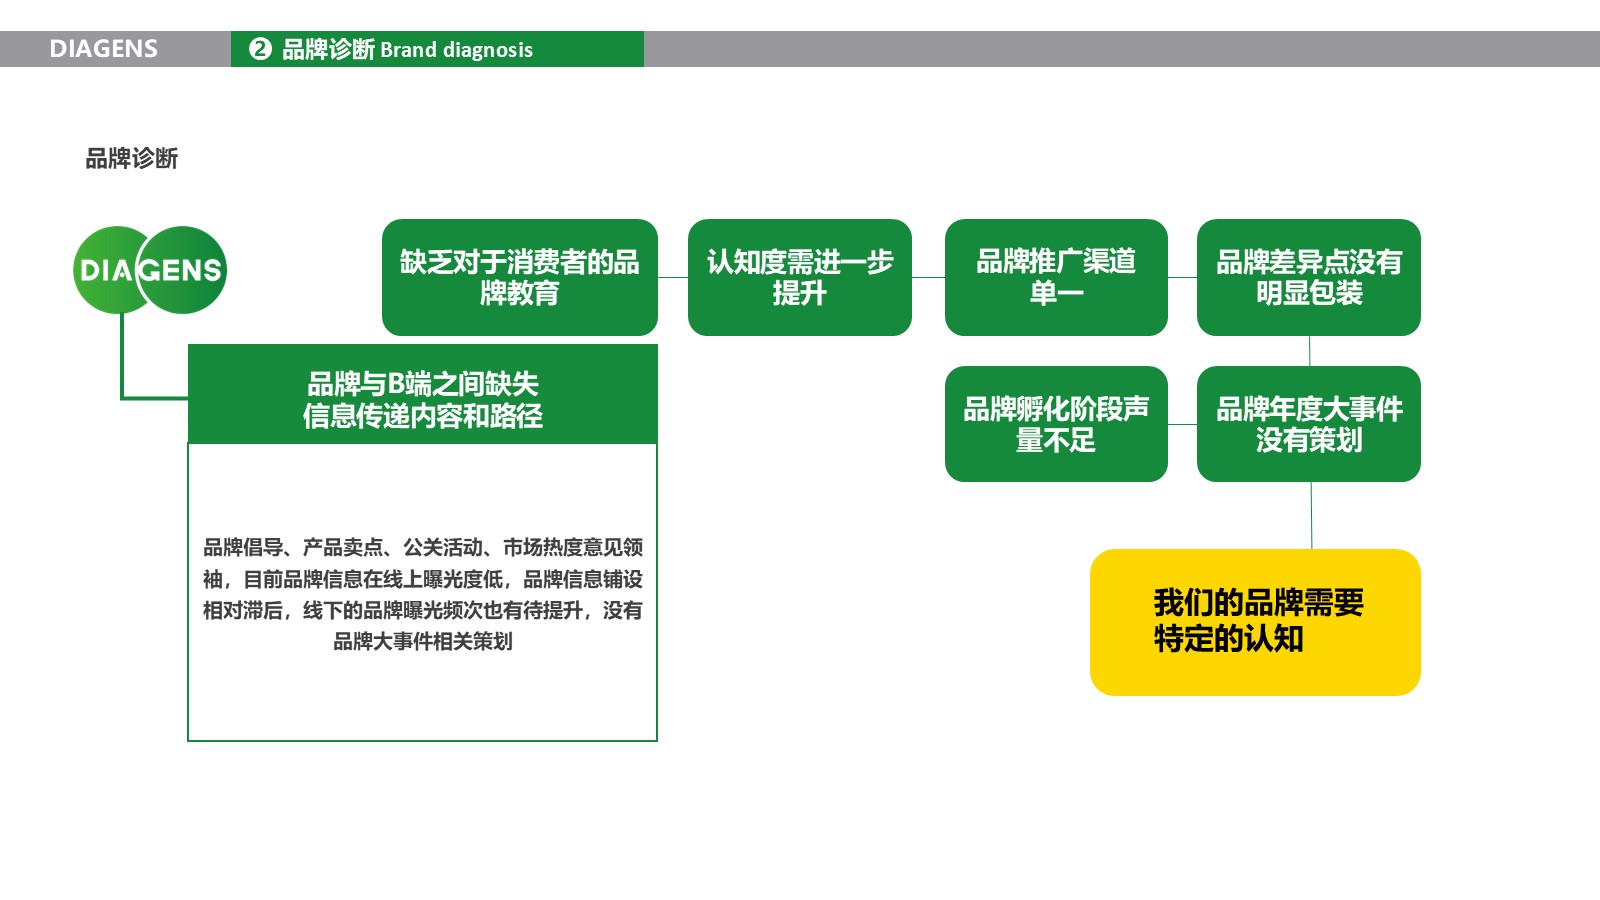 DIAGENS
❷ 品牌诊断 Brand diagnosis
品牌诊断
DIAGENS
缺乏对于消费者的品
牌教育
认知度需进一步
提升
品牌推广渠道
单一
品牌差异点没有
明显包装
品牌与B端之间缺失
信息传递内容和路径
品牌孵化阶段声
量不足
品牌年度大事件
没有策划
品牌倡导、产品卖点、公关活动、市场热度意见领
袖，目前品牌信息在线上曝光度低，品牌信息铺设
相对滞后，线下的品牌曝光频次也有待提升，没有
品牌大事件相关策划
我们的品牌需要
特定的认知